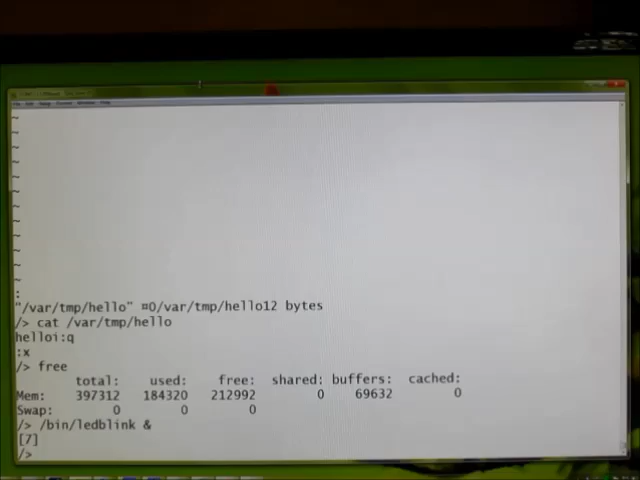 ~
~
~
~
~
~
~
~
~
~
~
~
:
"/var/tmp/hello" ¤0/var/tmp/hello12 bytes
/> cat /var/tmp/hello
helloi:q
:x
/> free
total: used: free: shared: buffers: cached:
Mem: 397312 184320 212992 0 69632 0
Swap: 0 0 0
/> /bin/ledblink &
[7]
/>